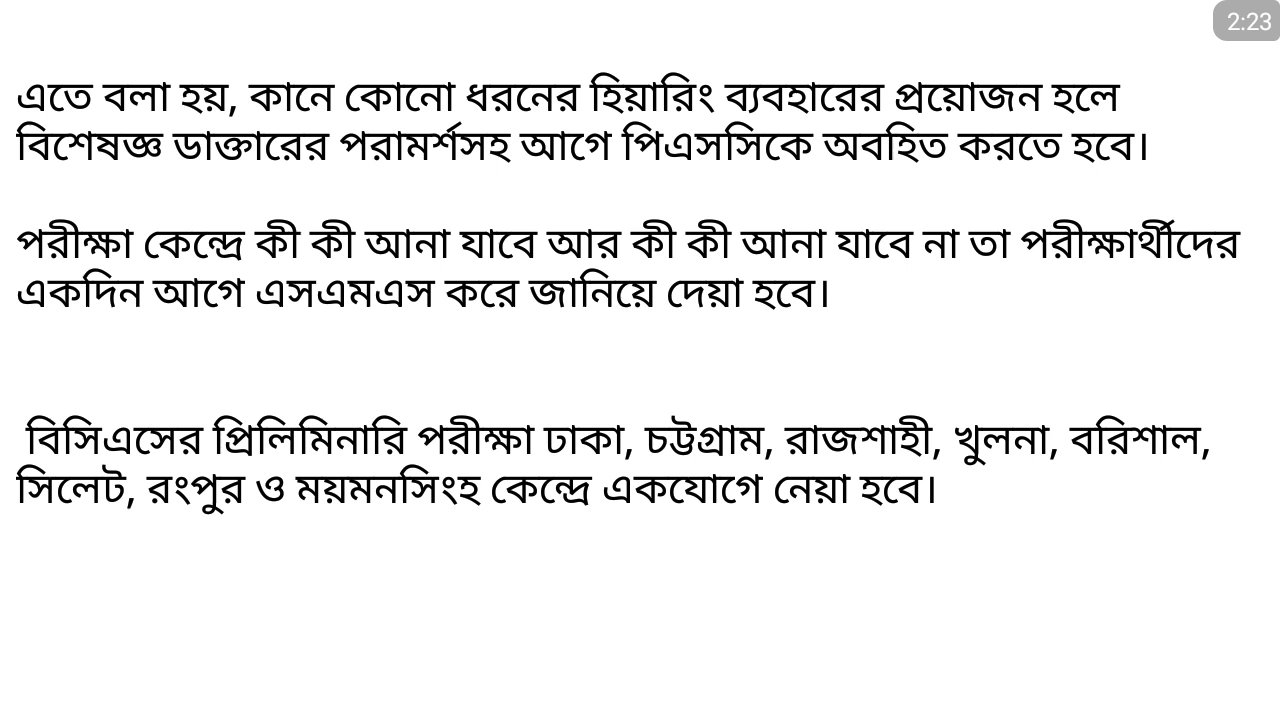 2:23
এতে বলা হয়, কানে কোনো ধরনের হিয়ারিং ব্যবহারের প্রয়োজন হলে
বিশেষজ্ঞ ডাক্তারের পরামর্শসহ আগে পিএসসিকে অবহিত করতে হবে।
পরীক্ষা কেন্দ্রে কী কী আনা যাবে আর কী কী আনা যাবে না তা পরীক্ষার্থীদের
একদিন আগে এসএমএস করে জানিয়ে দেয়া হবে।
বিসিএসের প্রিলিমিনারি পরীক্ষা ঢাকা, চট্টগ্রাম, রাজশাহী, খুলনা, বরিশাল,
সিলেট, রংপুর ও ময়মনসিংহ কেন্দ্রে একযোগে নেয়া হবে।